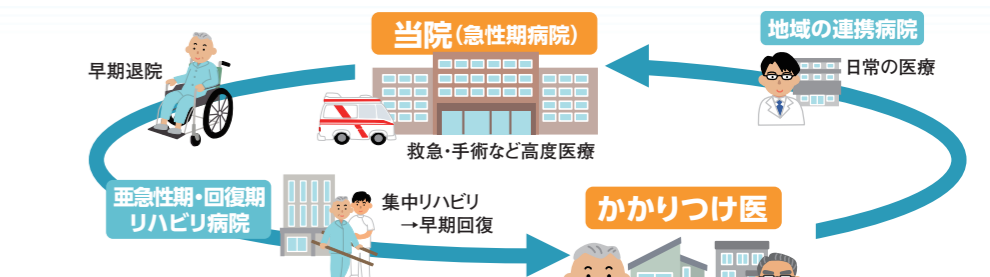 当院(急性期病院)
地域の連携病院
早期退院
日常の医療
救急・手術など高度医療
亜急性期・回復期
リハビリ病院
集中リハビリ
→早期回復
かかりつけ医